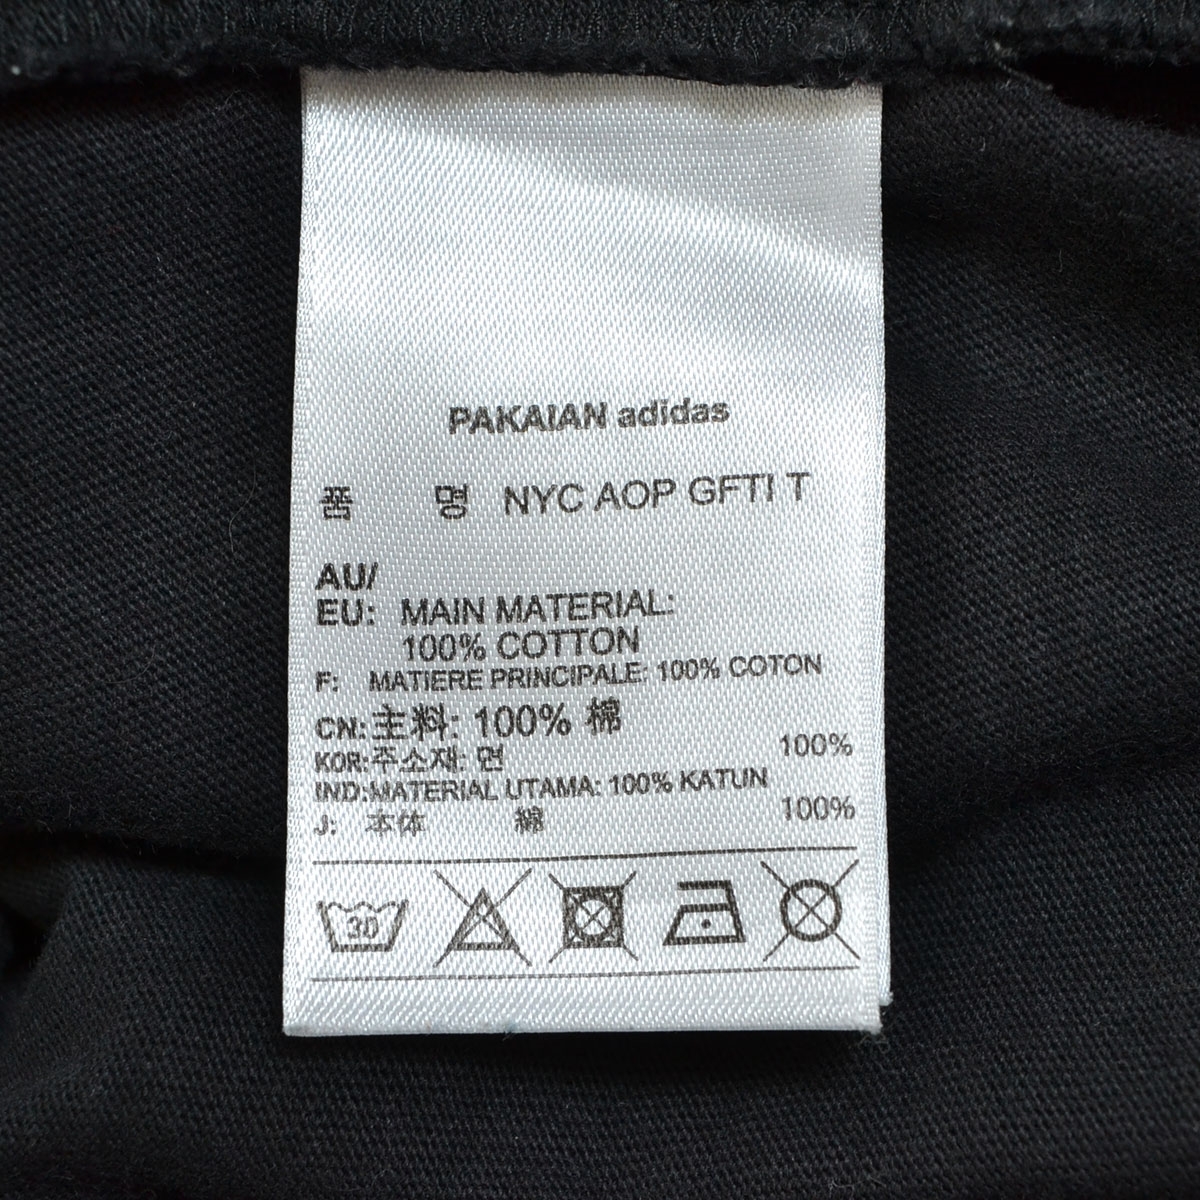 PAKAIAN adidas
품 명 NYC AOP GFTI T
AU/
EU: MAIN MATERIAL:
100% COTTON
F: MATIERE PRINCIPALE: 100% COTON
CN: 主料: 100% 棉
KOR: 주소재: 면 100%
IND: MATERIAL UTAMA: 100% KATUN
J: 本体 綿 100%
30